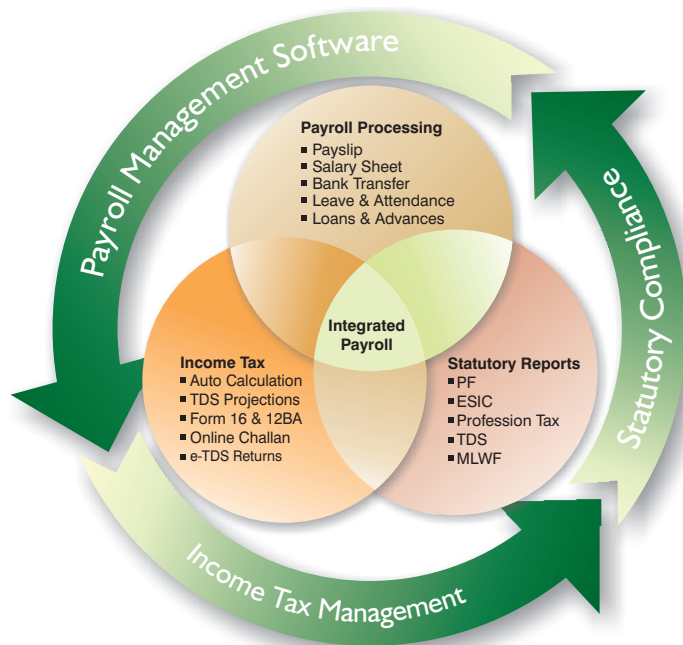 Payroll Management Software
Payroll Processing
▪ Payslip
▪ Salary Sheet
▪ Bank Transfer
▪ Leave & Attendance
▪ Loans & Advances
Integrated
Payroll
Income Tax
▪ Auto Calculation
▪ TDS Projections
▪ Form 16 & 12BA
▪ Online Challan
▪ e-TDS Returns
Statutory Reports
▪ PF
▪ ESIC
▪ Profession Tax
▪ TDS
▪ MLWF
Statutory Compliance
Income Tax Management